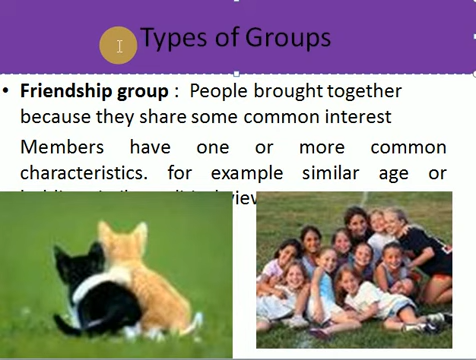 Types of Groups
• Friendship group : People brought together
because they share some common interest
Members have one or more common
characteristics. for example similar age or